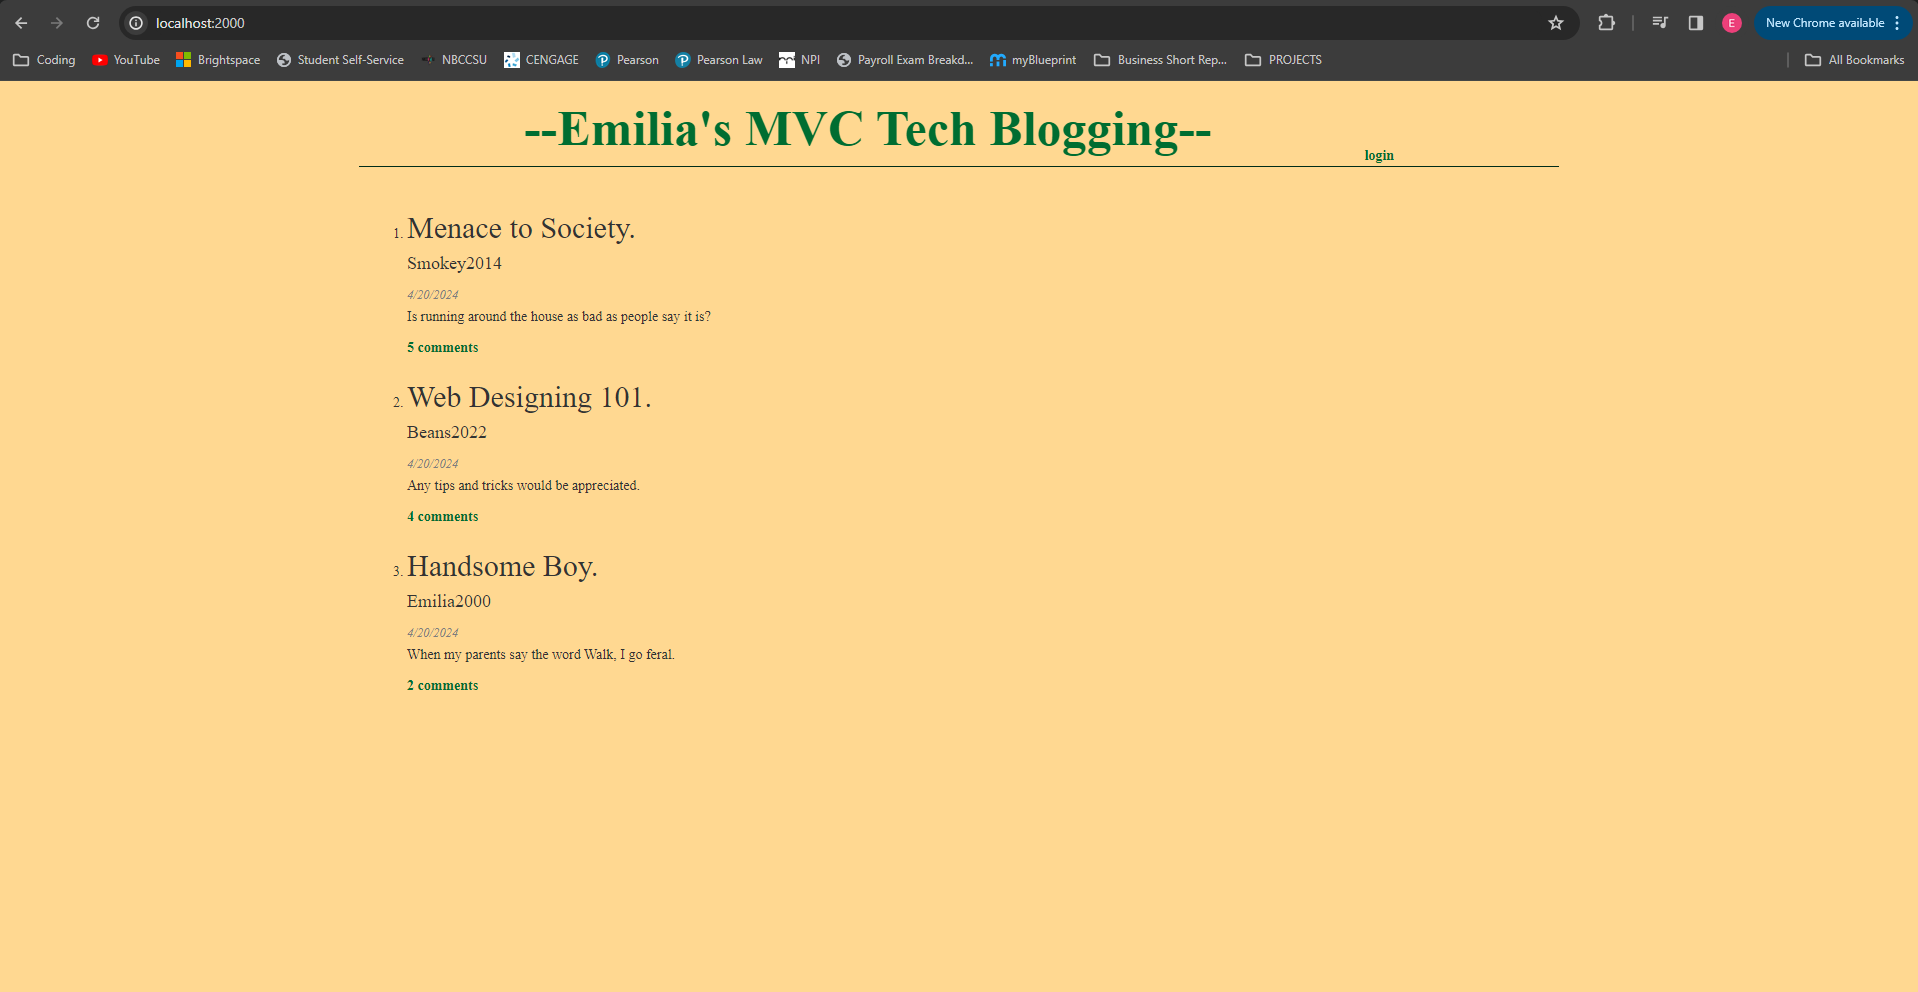 localhost:2000
E
New Chrome available
Coding YouTube Brightspace Student Self-Service NBCCSU CENGAGE Pearson Pearson Law NPI Payroll Exam Breakd... myBlueprint Business Short Rep... PROJECTS All Bookmarks
--Emilia's MVC Tech Blogging--
login
1. Menace to Society.
Smokey2014
4/20/2024
Is running around the house as bad as people say it is?
5 comments
2. Web Designing 101.
Beans2022
4/20/2024
Any tips and tricks would be appreciated.
4 comments
3. Handsome Boy.
Emilia2000
4/20/2024
When my parents say the word Walk, I go feral.
2 comments